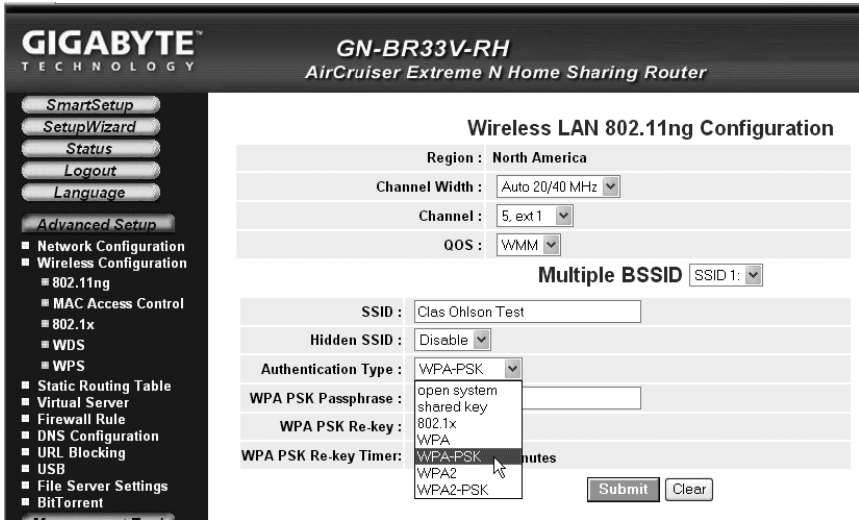 GIGABYTE™
TECHNOLOGY
GN-BR33V-RH
AirCruiser Extreme N Home Sharing Router
SmartSetup
SetupWizard
Status
Logout
Language
Advanced Setup
Network Configuration
Wireless Configuration
802.11ng
MAC Access Control
802.1x
WDS
WPS
Static Routing Table
Virtual Server
Firewall Rule
DNS Configuration
URL Blocking
USB
File Server Settings
BitTorrent
Wireless LAN 802.11ng Configuration
Region : North America
Channel Width : Auto 20/40 MHz
Channel : 5, ext 1
QOS : WMM
Multiple BSSID SSID 1:
SSID : Clas Ohlson Test
Hidden SSID : Disable
Authentication Type : WPA-PSK
WPA PSK Passphrase :
WPA PSK Re-key :
WPA PSK Re-key Timer: nutes
open system
shared key
802.1x
WPA
WPA-PSK
WPA2
WPA2-PSK
Submit Clear